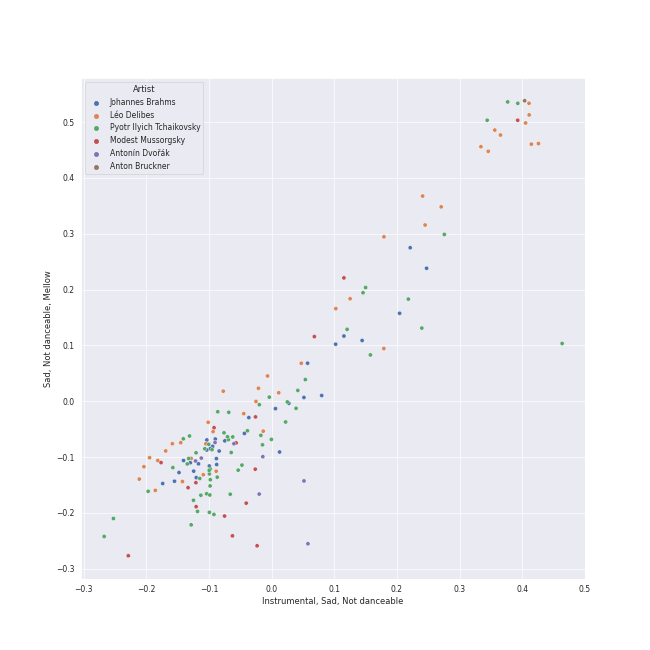 Artist
Johannes Brahms
Léo Delibes
Pyotr Ilyich Tchaikovsky
Modest Mussorgsky
Antonín Dvořák
Anton Bruckner
0.5
0.4
0.3
0.2
0.1
0.0
−0.1
−0.2
−0.3
Sad, Not danceable, Mellow
−0.3 −0.2 −0.1 0.0 0.1 0.2 0.3 0.4 0.5
Instrumental, Sad, Not danceable